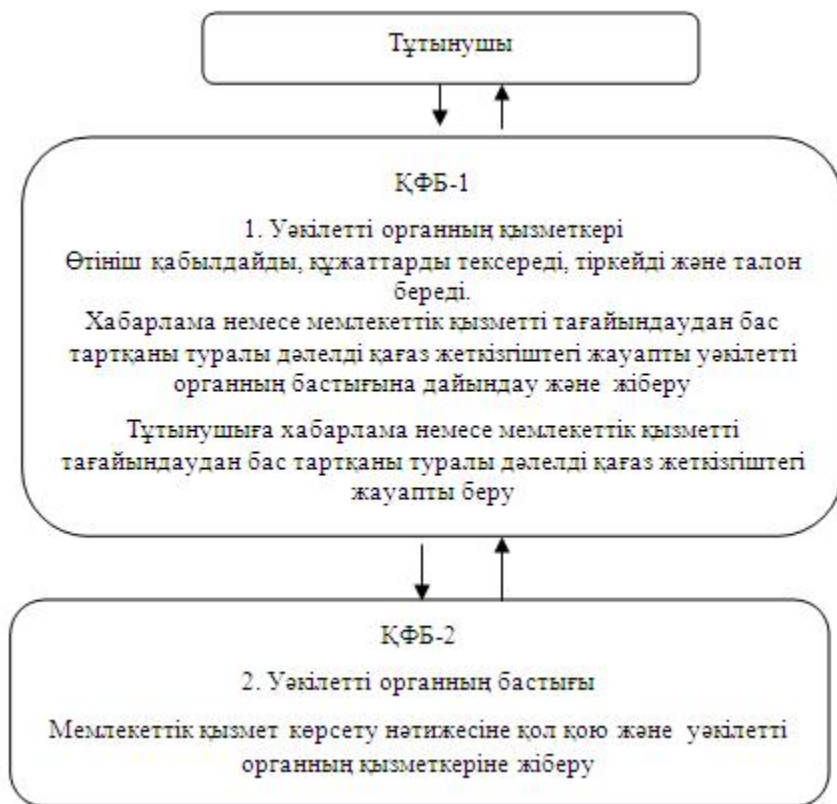 Тұтынушы
ҚФБ-1
1. Уәкілетті органның қызметкері
Өтініш қабылдайды, құжаттарды тексереді, тіркейді және талон
береді.
Хабарлама немесе мемлекеттік қызметті тағайындаудан бас
тартқаны туралы дәлелді қағаз жеткізгіштегі жауапты уәкілетті
органның бастығына дайындау және жіберу
Тұтынушыға хабарлама немесе мемлекеттік қызметті
тағайындаудан бас тартқаны туралы дәлелді қағаз жеткізгіштегі
жауапты беру
ҚФБ-2
2. Уәкілетті органның бастығы
Мемлекеттік қызмет көрсету нәтижесіне қол қою және уәкілетті
органның қызметкеріне жіберу